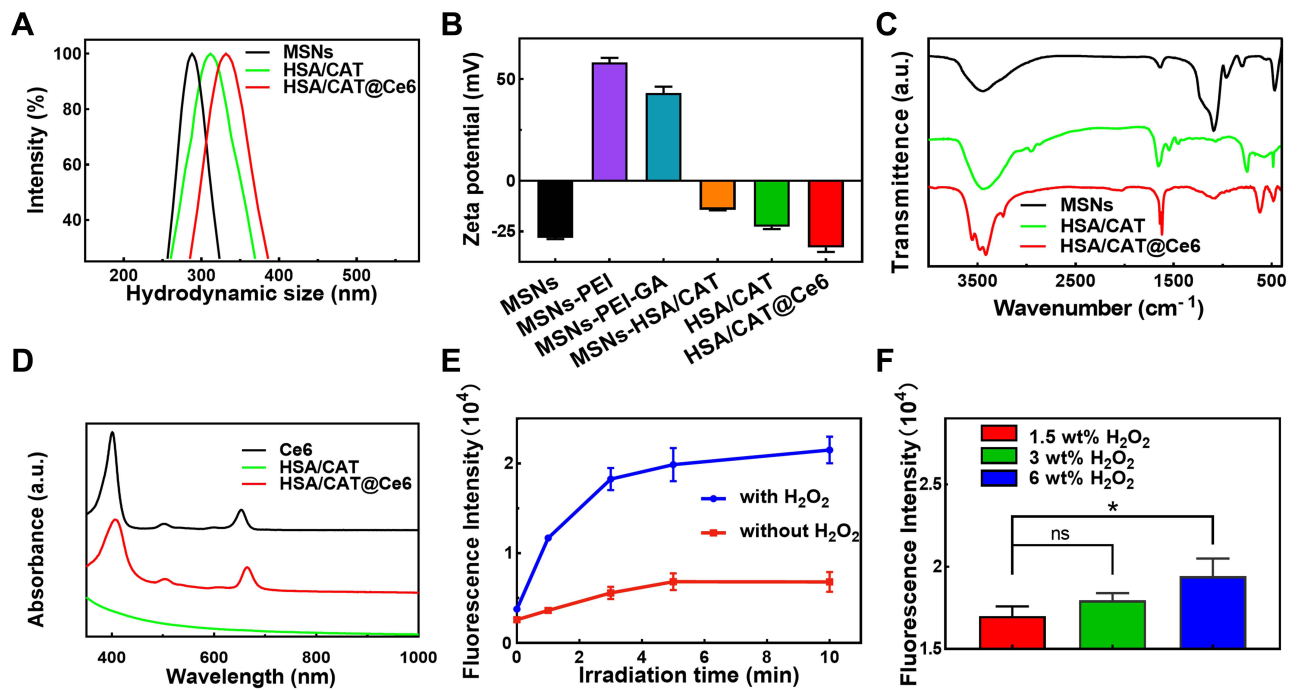 A
MSNs
HSA/CAT
HSA/CAT@Ce6
Intensity (%)
100
80
60
40
200
300
400
500
Hydrodynamic size (nm)
B
Zeta potential (mV)
50
0
-25
MSNs
MSNs-PEI
MSNs-PEI-GA
MSNs-HSA/CAT
HSA/CAT
HSA/CAT@Ce6
C
Transmittence (a.u.)
MSNs
HSA/CAT
HSA/CAT@Ce6
3500
2500
1500
500
Wavenumber (cm⁻¹)
D
Absorbance (a.u.)
Ce6
HSA/CAT
HSA/CAT@Ce6
400
600
800
1000
Wavelength (nm)
E
Fluorescence Intensity (10⁴)
2
1
0
with H₂O₂
without H₂O₂
0
2
4
6
8
10
Irradiation time (min)
F
Fluorescence Intensity (10⁴)
2.5
2
1.5
1.5 wt% H₂O₂
3 wt% H₂O₂
6 wt% H₂O₂
*
ns